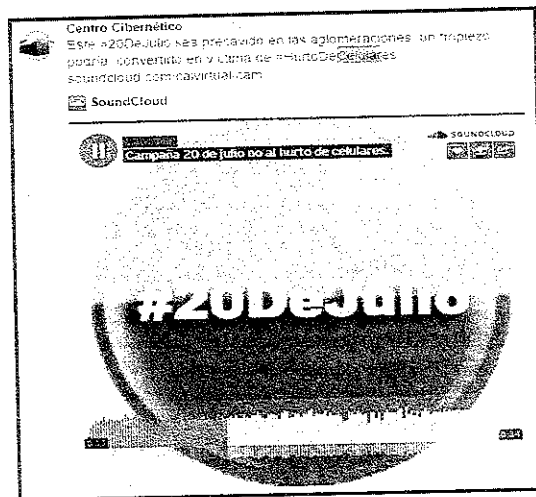 Centro Cibernético
Este #20DeJulio sea precavido en las aglomeraciones, un tropiezo
podría convertirlo en víctima de #HurtoDeCelulares
soundcloud.com/caivirtual-cam
SoundCloud
SOUNDCLOUD
Campaña 20 de julio no al hurto de celulares.
#20DeJulio